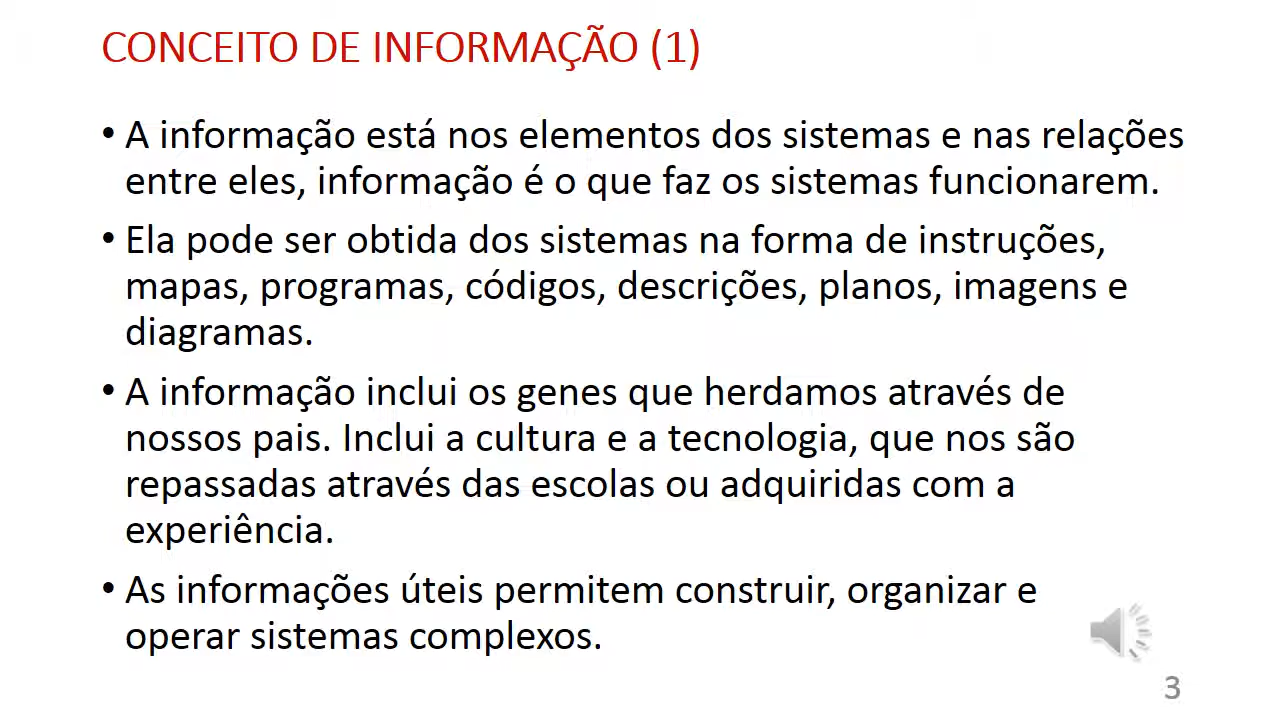 CONCEITO DE INFORMAÇÃO (1)
• A informação está nos elementos dos sistemas e nas relações
entre eles, informação é o que faz os sistemas funcionarem.
• Ela pode ser obtida dos sistemas na forma de instruções,
mapas, programas, códigos, descrições, planos, imagens e
diagramas.
• A informação inclui os genes que herdamos através de
nossos pais. Inclui a cultura e a tecnologia, que nos são
repassadas através das escolas ou adquiridas com a
experiência.
• As informações úteis permitem construir, organizar e
operar sistemas complexos.
3